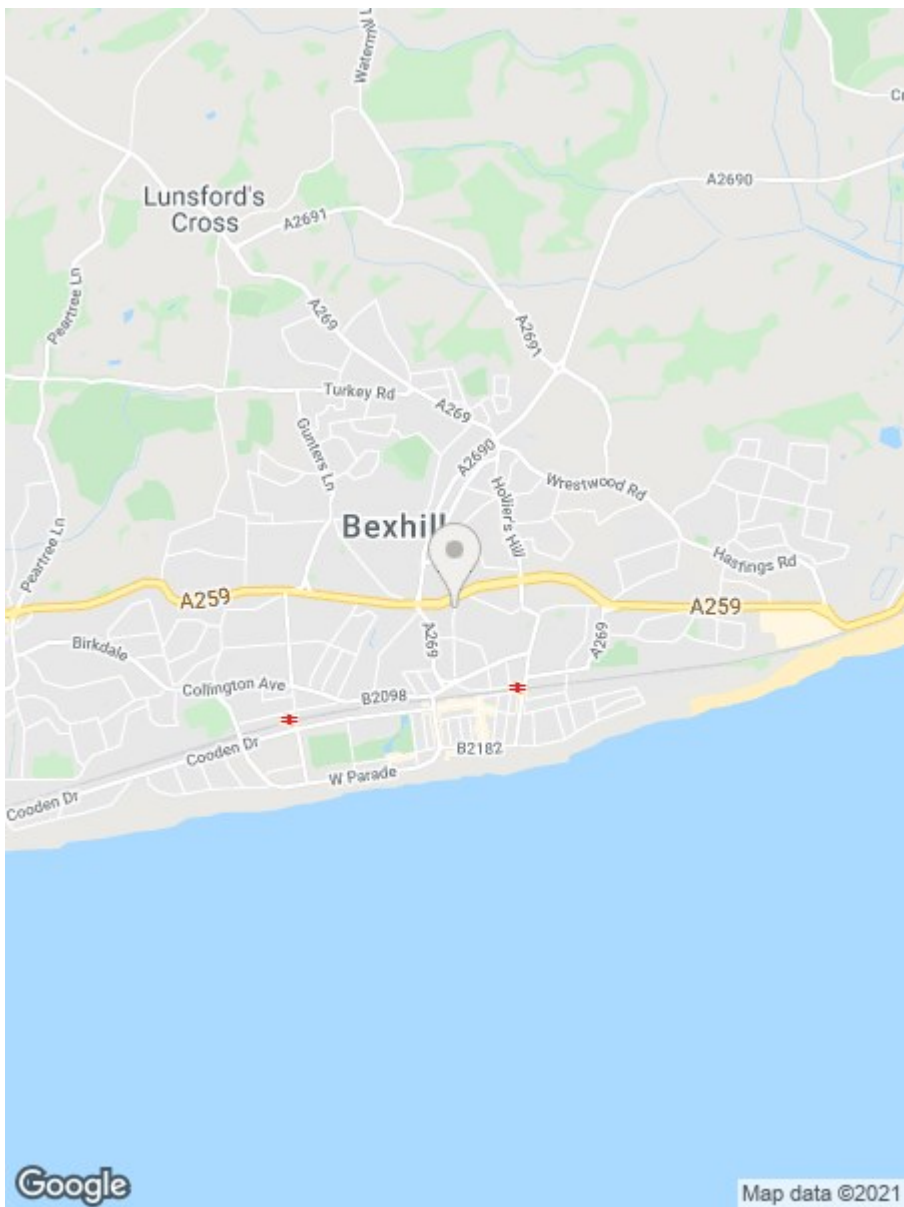 Waterm
Cr
A2690
Lunsford's
Cross
A2691
Peartree Ln
A269
A2691
Turkey Rd
A269
Gunters Ln
A2690
Wrestwood Rd
Hollier's Hill
Bexhill
Hastings Rd
Peartree Ln
A259
A259
Birkdale
A269
A269
Collington Ave
B2098
Cooden Dr
B2182
W Parade
Cooden Dr
Google
Map data ©2021